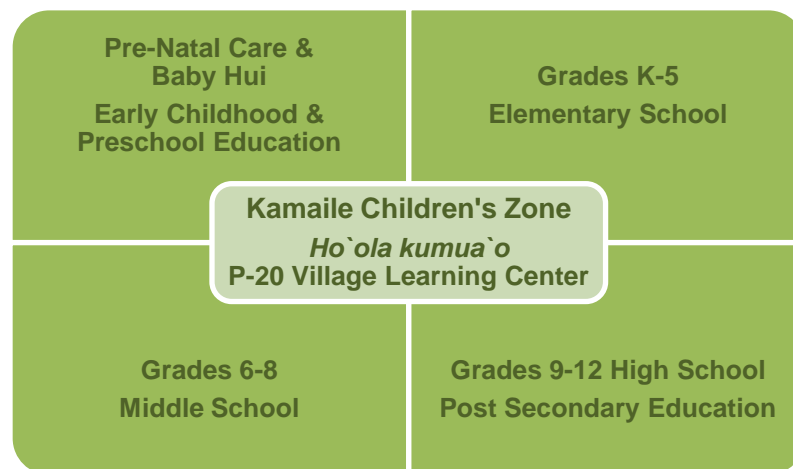 Pre-Natal Care &
Baby Hui
Early Childhood &
Preschool Education
Grades K-5
Elementary School
Kamaile Children's Zone
Ho`ola kumua`o
P-20 Village Learning Center
Grades 6-8
Middle School
Grades 9-12 High School
Post Secondary Education